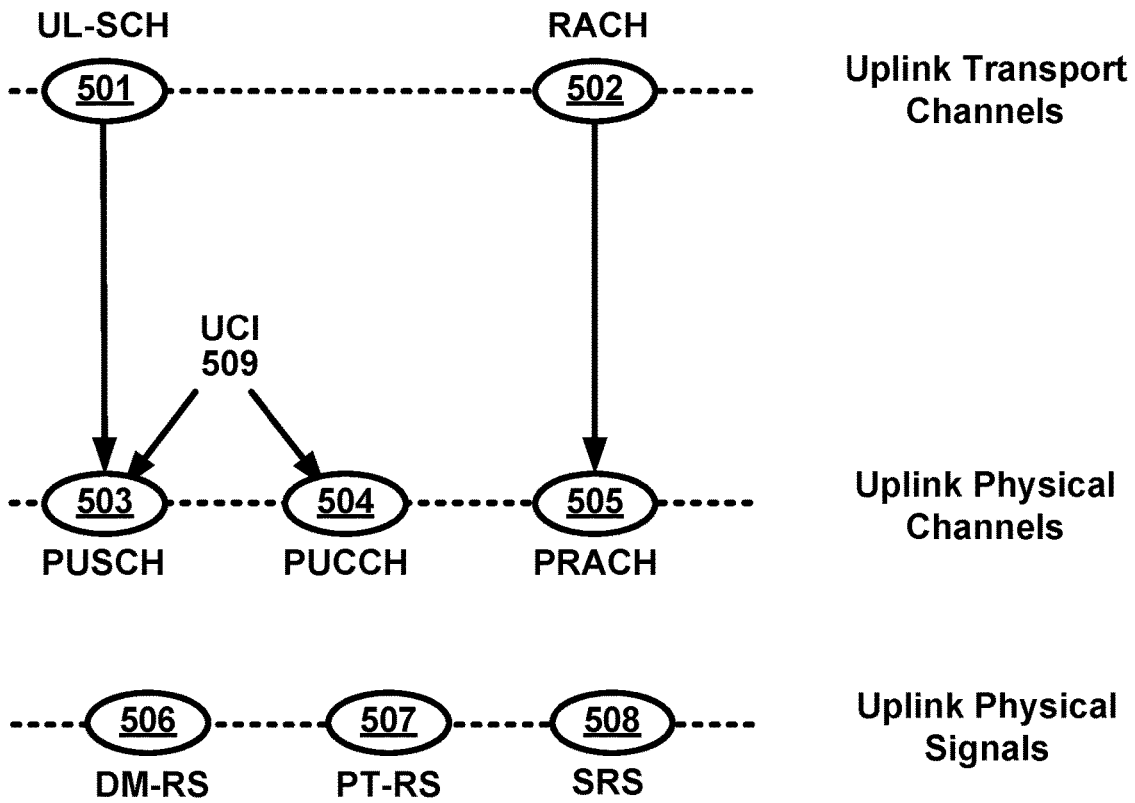 UL-SCH
RACH
501
502
Uplink Transport
Channels
UCI
509
503
504
505
Uplink Physical
Channels
PUSCH
PUCCH
PRACH
506
507
508
Uplink Physical
Signals
DM-RS
PT-RS
SRS